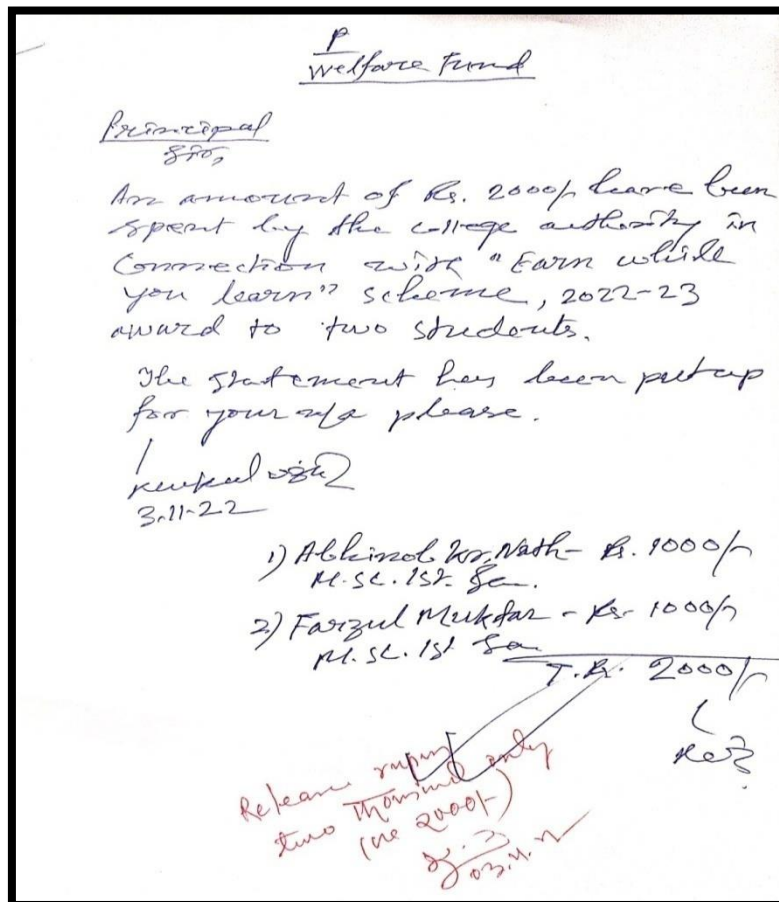 P
Welfare Fund
Principal
Sir,
An amount of Rs. 2000/- have been
spent by the college authority in
Connection with "Earn while
you learn" scheme, 2022-23
award to two students.
The statement has been put up
for your n/a please.
3.11.22
1) Abhinob Kr. Nath - Rs. 1000/-
M.Sc. 1st Sem.
2) Farzul Mukdar - Rs. 1000/-
M.Sc. 1st Sem
T. Rs. 2000/-
Release rupees
two thousand only
2000/-)
03.11.22